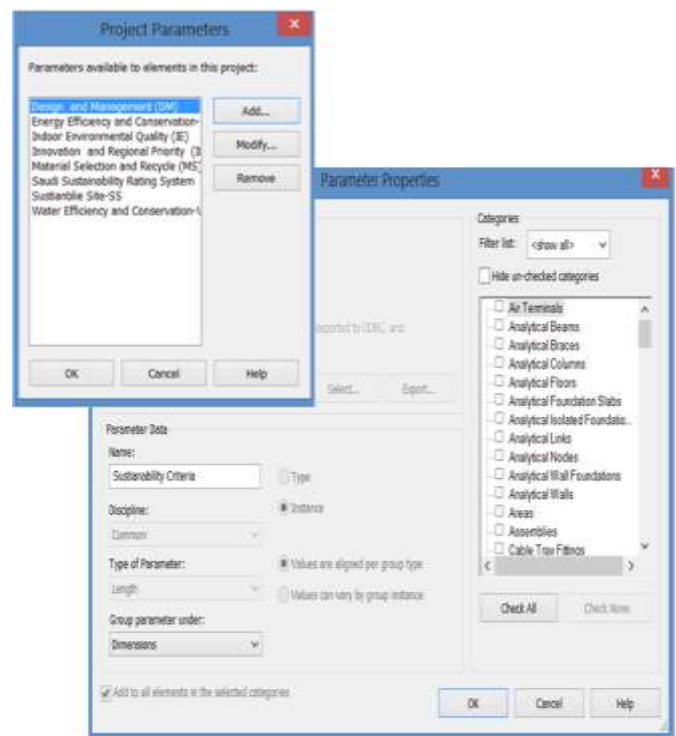 Project Parameters
Parameters available to elements in this project:
Design and Management (DM)
Energy Efficiency and Conservation-
Indoor Environmental Quality (IE)
Innovation and Regional Priority (I
Material Selection and Recycle (MS)
Saudi Sustainability Rating System
Sustianblie Site-SS
Water Efficiency and Conservation-W
Add...
Modify...
Remove
OK
Cancel
Help
Parameter Properties
exported to ODBC, and
Select...
Export...
Parameter Data
Name:
Sustanability Criteria
Type
Discipline:
Instance
Common
Type of Parameter:
Values are aligned per group type
Length
Values can vary by group instance
Group parameter under:
Dimensions
Add to all elements in the selected categories
Categories
Filter list:
<show all>
Hide un-checked categories
Air Terminals
Analytical Beams
Analytical Braces
Analytical Columns
Analytical Floors
Analytical Foundation Slabs
Analytical Isolated Foundatio...
Analytical Links
Analytical Nodes
Analytical Wall Foundations
Analytical Walls
Areas
Assemblies
Cable Tray Fittings
Check All
Check None
OK
Cancel
Help